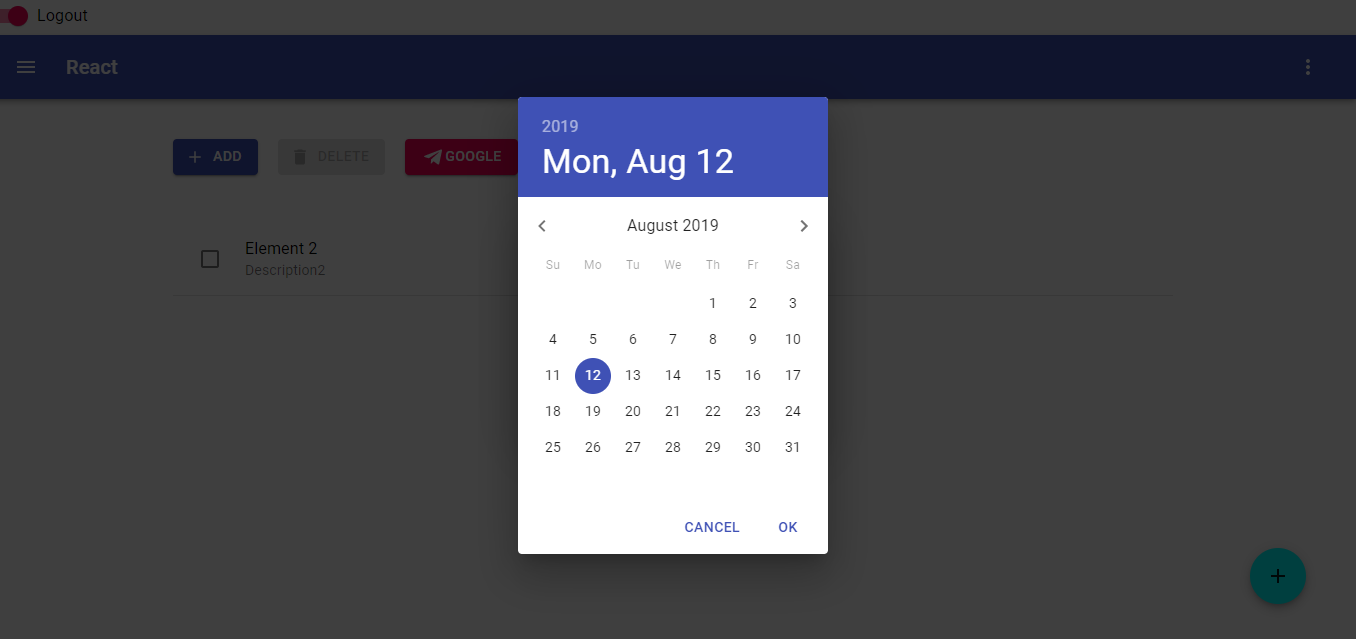 Logout
React
ADD DELETE GOOGLE
2019
Mon, Aug 12
August 2019
Su Mo Tu We Th Fr Sa
1 2 3
4 5 6 7 8 9 10
11 12 13 14 15 16 17
18 19 20 21 22 23 24
25 26 27 28 29 30 31
CANCEL OK
Element 2
Description2